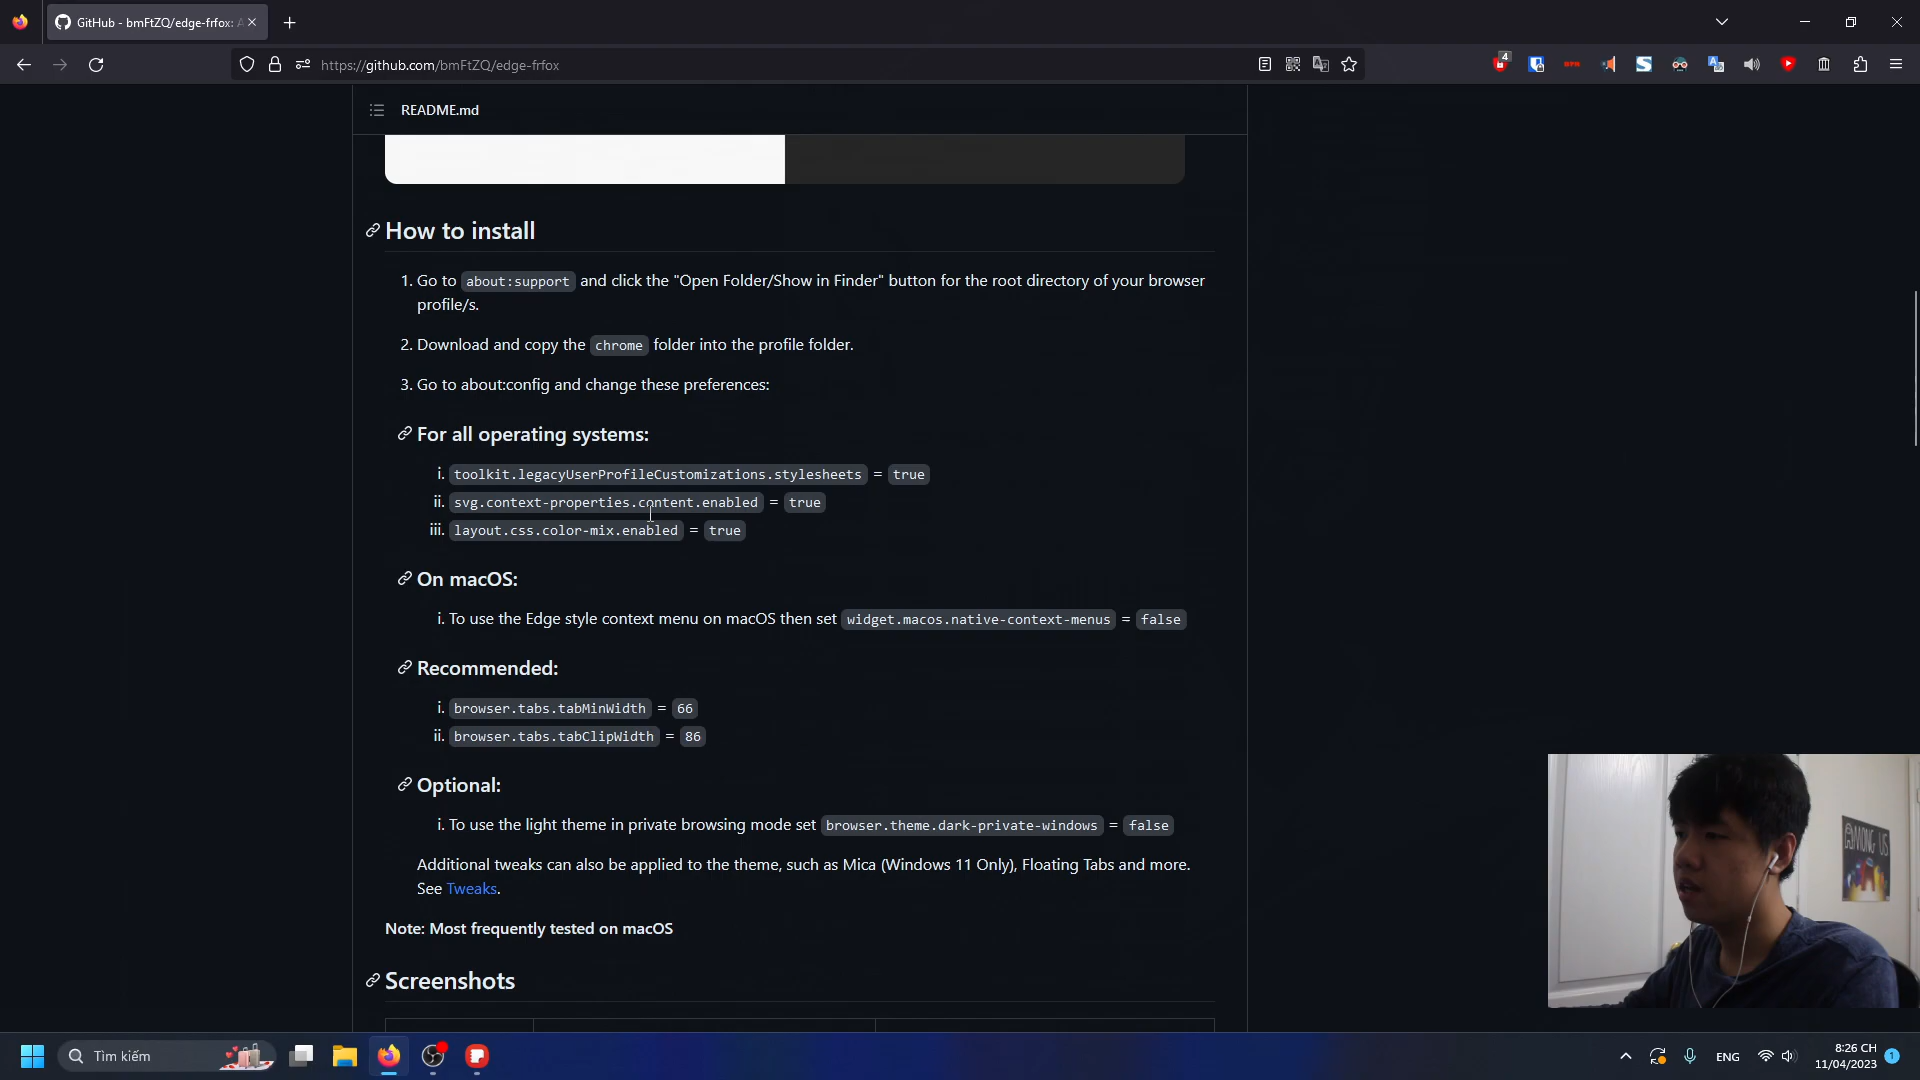 GitHub - bmFtZQ/edge-frfox: A
https://github.com/bmFtZQ/edge-frfox
4
README.md
How to install
1. Go to about:support and click the "Open Folder/Show in Finder" button for the root directory of your browser
profile/s.
2. Download and copy the chrome folder into the profile folder.
3. Go to about:config and change these preferences:
For all operating systems:
i. toolkit.legacyUserProfileCustomizations.stylesheets = true
ii. svg.context-properties.content.enabled = true
iii. layout.css.color-mix.enabled = true
On macOS:
i. To use the Edge style context menu on macOS then set widget.macos.native-context-menus = false
Recommended:
i. browser.tabs.tabMinWidth = 66
ii. browser.tabs.tabClipWidth = 86
Optional:
i. To use the light theme in private browsing mode set browser.theme.dark-private-windows = false
Additional tweaks can also be applied to the theme, such as Mica (Windows 11 Only), Floating Tabs and more.
See Tweaks.
Note: Most frequently tested on macOS
Screenshots
AMONG US
Tìm kiếm
ENG
8:26 CH
11/04/2023
1